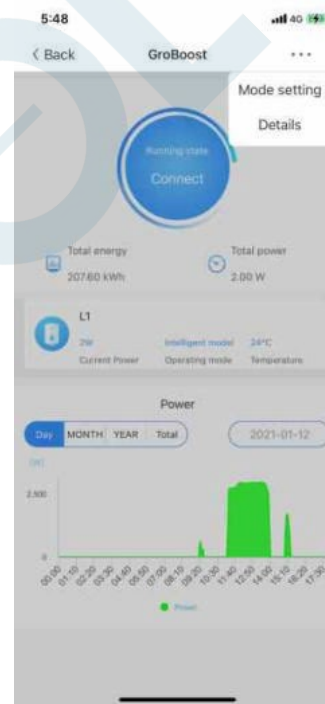 5:48 4G
Back GroBoost ...
Mode setting
Details
Running state
Connect
Total energy
207.60 kWh
Total power
2.00 W
L1
2W Intelligent model 24°C
Current Power Operating mode Temperature
Power
Day MONTH YEAR Total 2021-01-12
(W)
2,500
0
00:00 01:10 02:20 03:30 04:40 05:50 07:00 08:10 09:20 10:30 11:40 12:50 14:00 15:10 16:20 17:30
Power